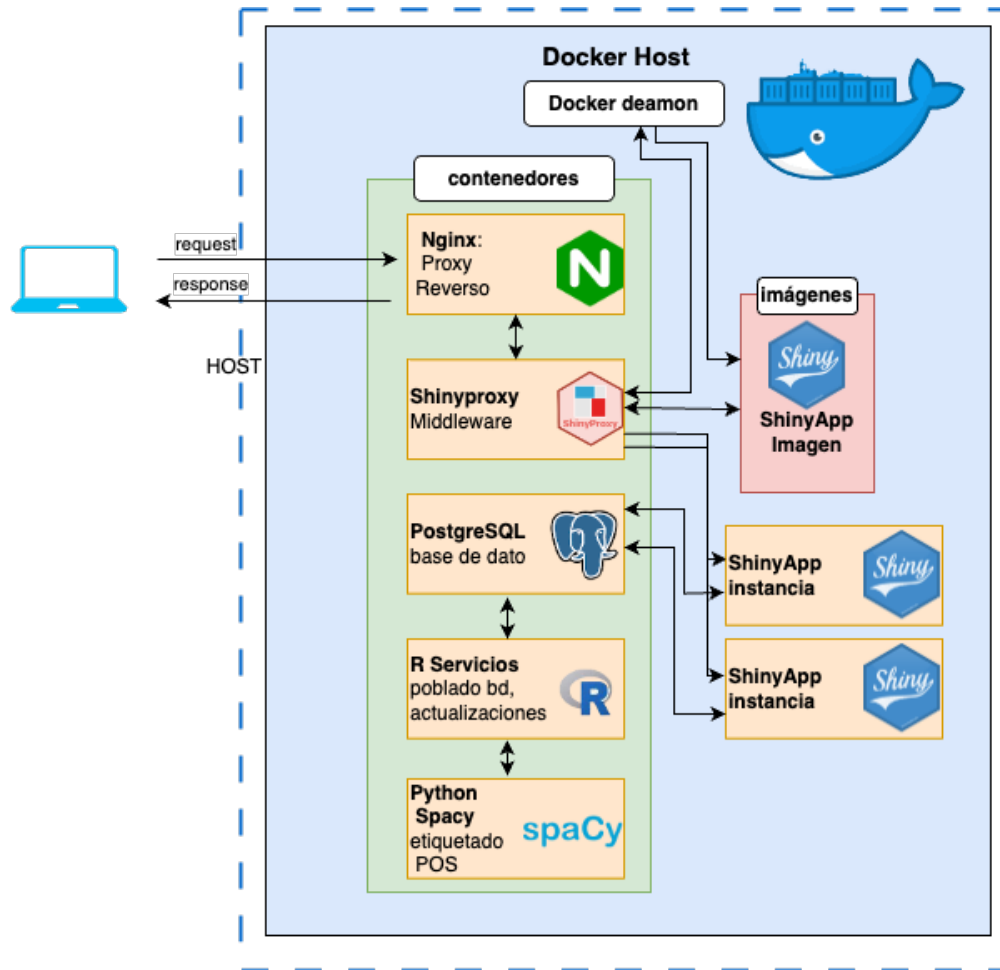 Docker Host
Docker deamon
contenedores
Nginx:
Proxy
Reverso
N
request
response
HOST
imágenes
Shiny
ShinyApp
Imagen
Shinyproxy
Middleware
ShinyProxy
PostgreSQL
base de dato
ShinyApp
instancia
Shiny
R Servicios
poblado bd,
actualizaciones
R
ShinyApp
instancia
Shiny
Python
Spacy
etiquetado
POS
spaCy